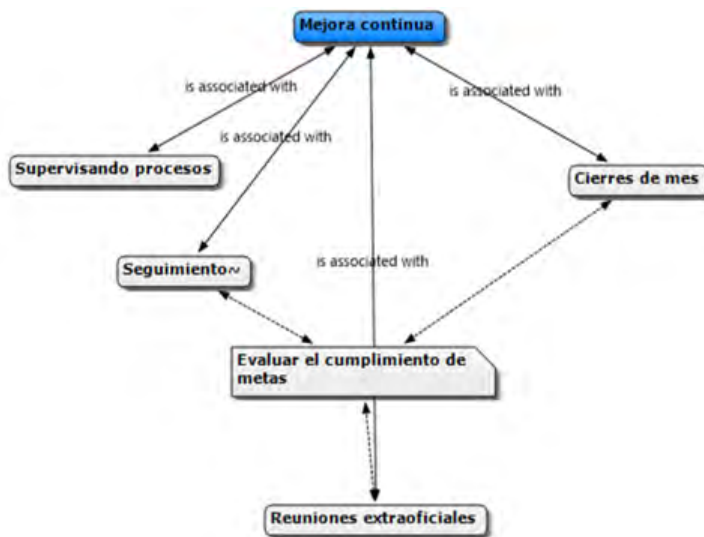 Mejora continua
is associated with
is associated with
is associated with
Supervisando procesos
Cierres de mes
Seguimiento~
is associated with
Evaluar el cumplimiento de
metas
Reuniones extraoficiales